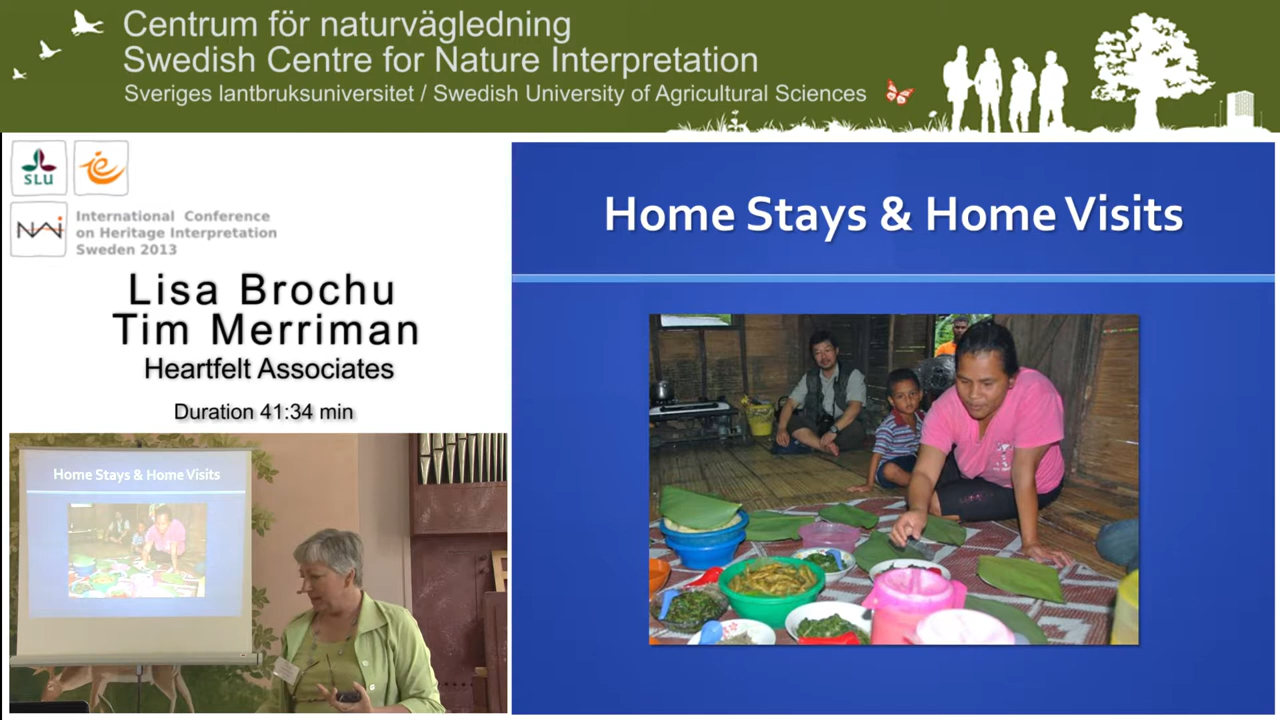 Centrum för naturvägledning
Swedish Centre for Nature Interpretation
Sveriges lantbruksuniversitet / Swedish University of Agricultural Sciences
SLU
NAI
International Conference
on Heritage Interpretation
Sweden 2013
Lisa Brochu
Tim Merriman
Heartfelt Associates
Duration 41:34 min
Home Stays & Home Visits
Home Stays & Home Visits